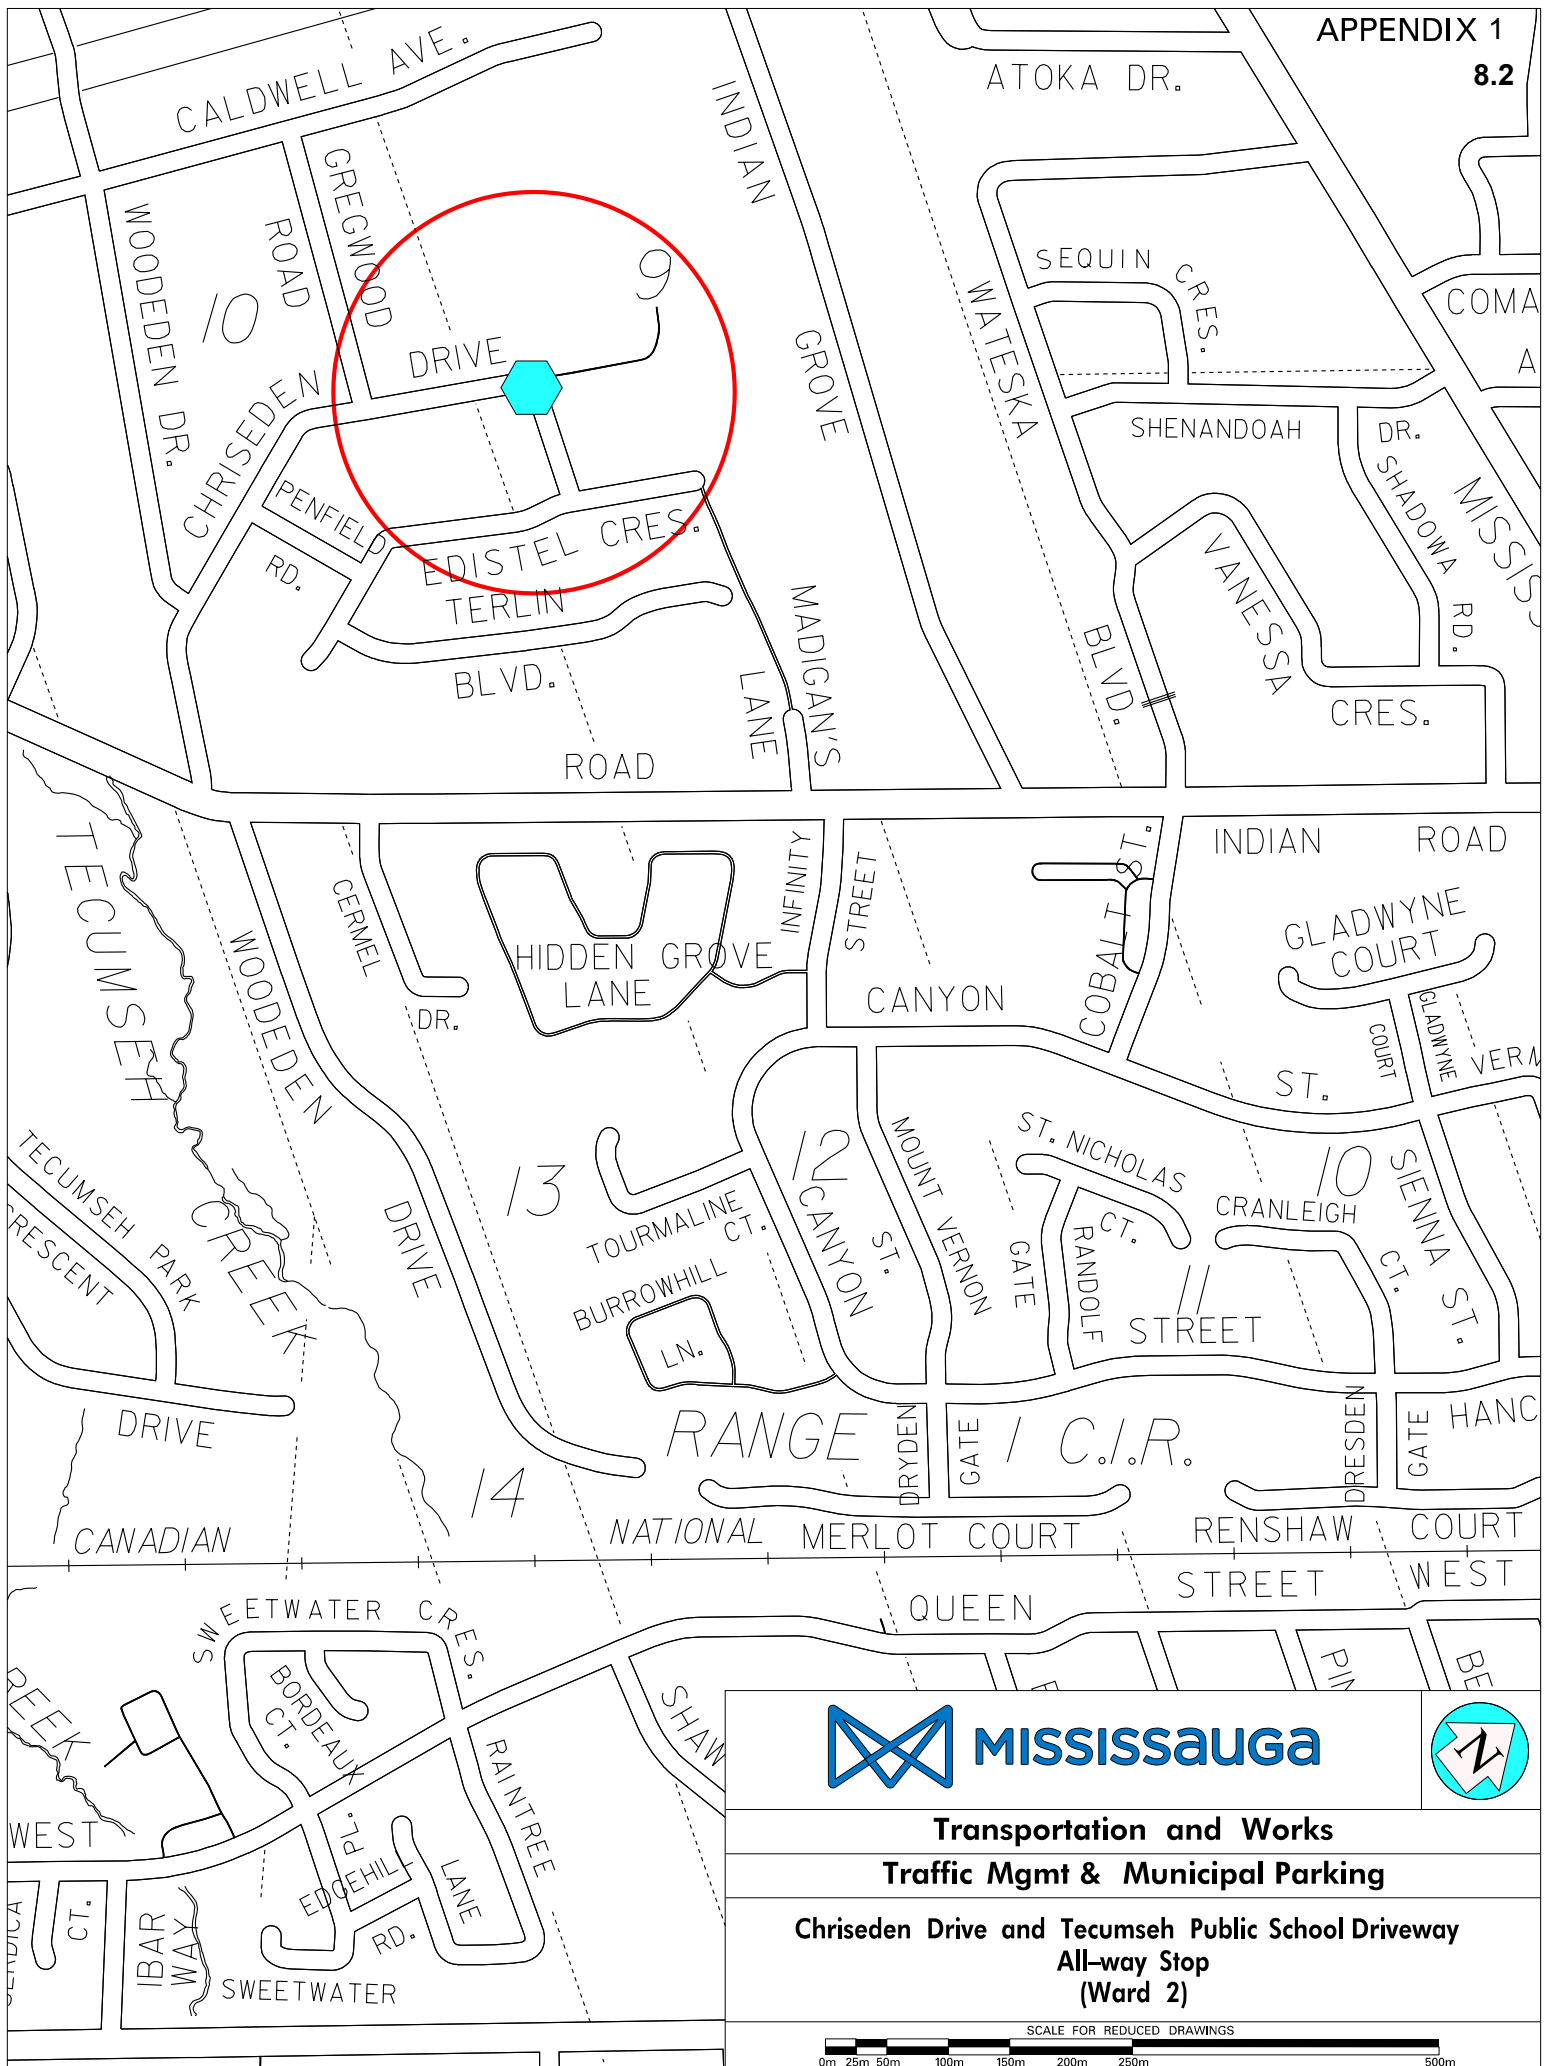 APPENDIX 1
8.2
CALDWELL AVE.
INDIAN GROVE
ATOKA DR.
GREGWOOD ROAD
WOODEDEN DR.
10
9
SEQUIN CRES.
WATESKA BLVD.
COMA
A
CHRISEDEN DRIVE
SHENANDOAH DR.
SHADOWA RD.
MISSIS
PENFIELD RD.
EDISTEL CRES.
TERLIN BLVD.
VANESSA CRES.
MADIGAN'S LANE
ROAD
INDIAN ROAD
TECUMSEH CREEK
CERMEL DR.
INFINITY STREET
COBALT ST.
GLADWYNE COURT
HIDDEN GROVE LANE
WOODEDEN DRIVE
CANYON ST.
GLADWYNE COURT
VERN
TECUMSEH PARK
CRESCENT
13
12
10
MOUNT VERNON
ST. NICHOLAS CT.
CRANLEIGH CT.
SIENNA ST.
TOURMALINE CT.
CANYON ST.
GATE
RANDOLF
11
BURROWHILL LN.
STREET
DRIVE
RANGE 1 C.I.R.
DRYDEN GATE
DRESDEN GATE
HANC
14
CANADIAN NATIONAL
MERLOT COURT
RENSHAW COURT
QUEEN STREET WEST
SWEETWATER CRES.
BORDEAUX CT.
REEK
SHAW
PIN
BE
RAINTREE LANE
WEST
PL.
EDGEHILL RD.
CT.
IBAR WAY
SWEETWATER
MISSISSAUGA
N
Transportation and Works
Traffic Mgmt & Municipal Parking
Chriseden Drive and Tecumseh Public School Driveway
All-way Stop
(Ward 2)
SCALE FOR REDUCED DRAWINGS
0m 25m 50m 100m 150m 200m 250m 500m